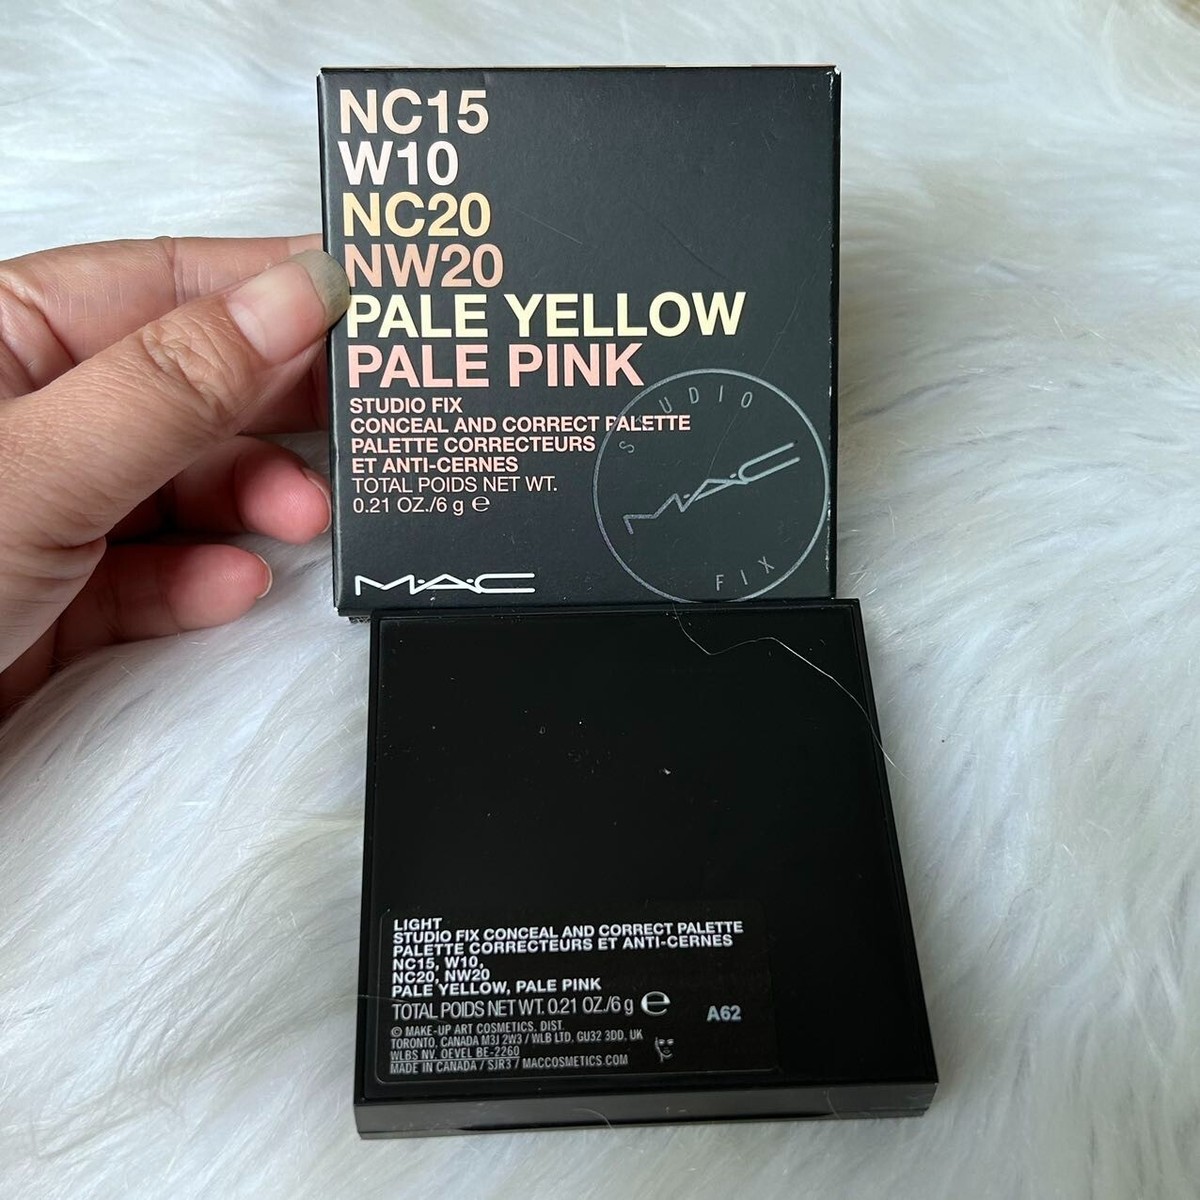 NC15
W10
NC20
NW20
PALE YELLOW
PALE PINK
STUDIO FIX
CONCEAL AND CORRECT PALETTE
PALETTE CORRECTEURS
ET ANTI-CERNES
TOTAL POIDS NET WT.
0.21 OZ./6 g ℮
M·A·C
STUDIO
M·A·C
FIX
LIGHT
STUDIO FIX CONCEAL AND CORRECT PALETTE
PALETTE CORRECTEURS ET ANTI-CERNES
NC15, W10,
NC20, NW20
PALE YELLOW, PALE PINK
TOTAL POIDS NET WT. 0.21 OZ./6 g ℮
A62
© MAKE-UP ART COSMETICS, DIST.
TORONTO, CANADA M3J 2W3 / WLB LTD, GU32 3DD, UK
WLBS NV, OEVEL BE-2260
MADE IN CANADA / SJR3 / MACCOSMETICS.COM